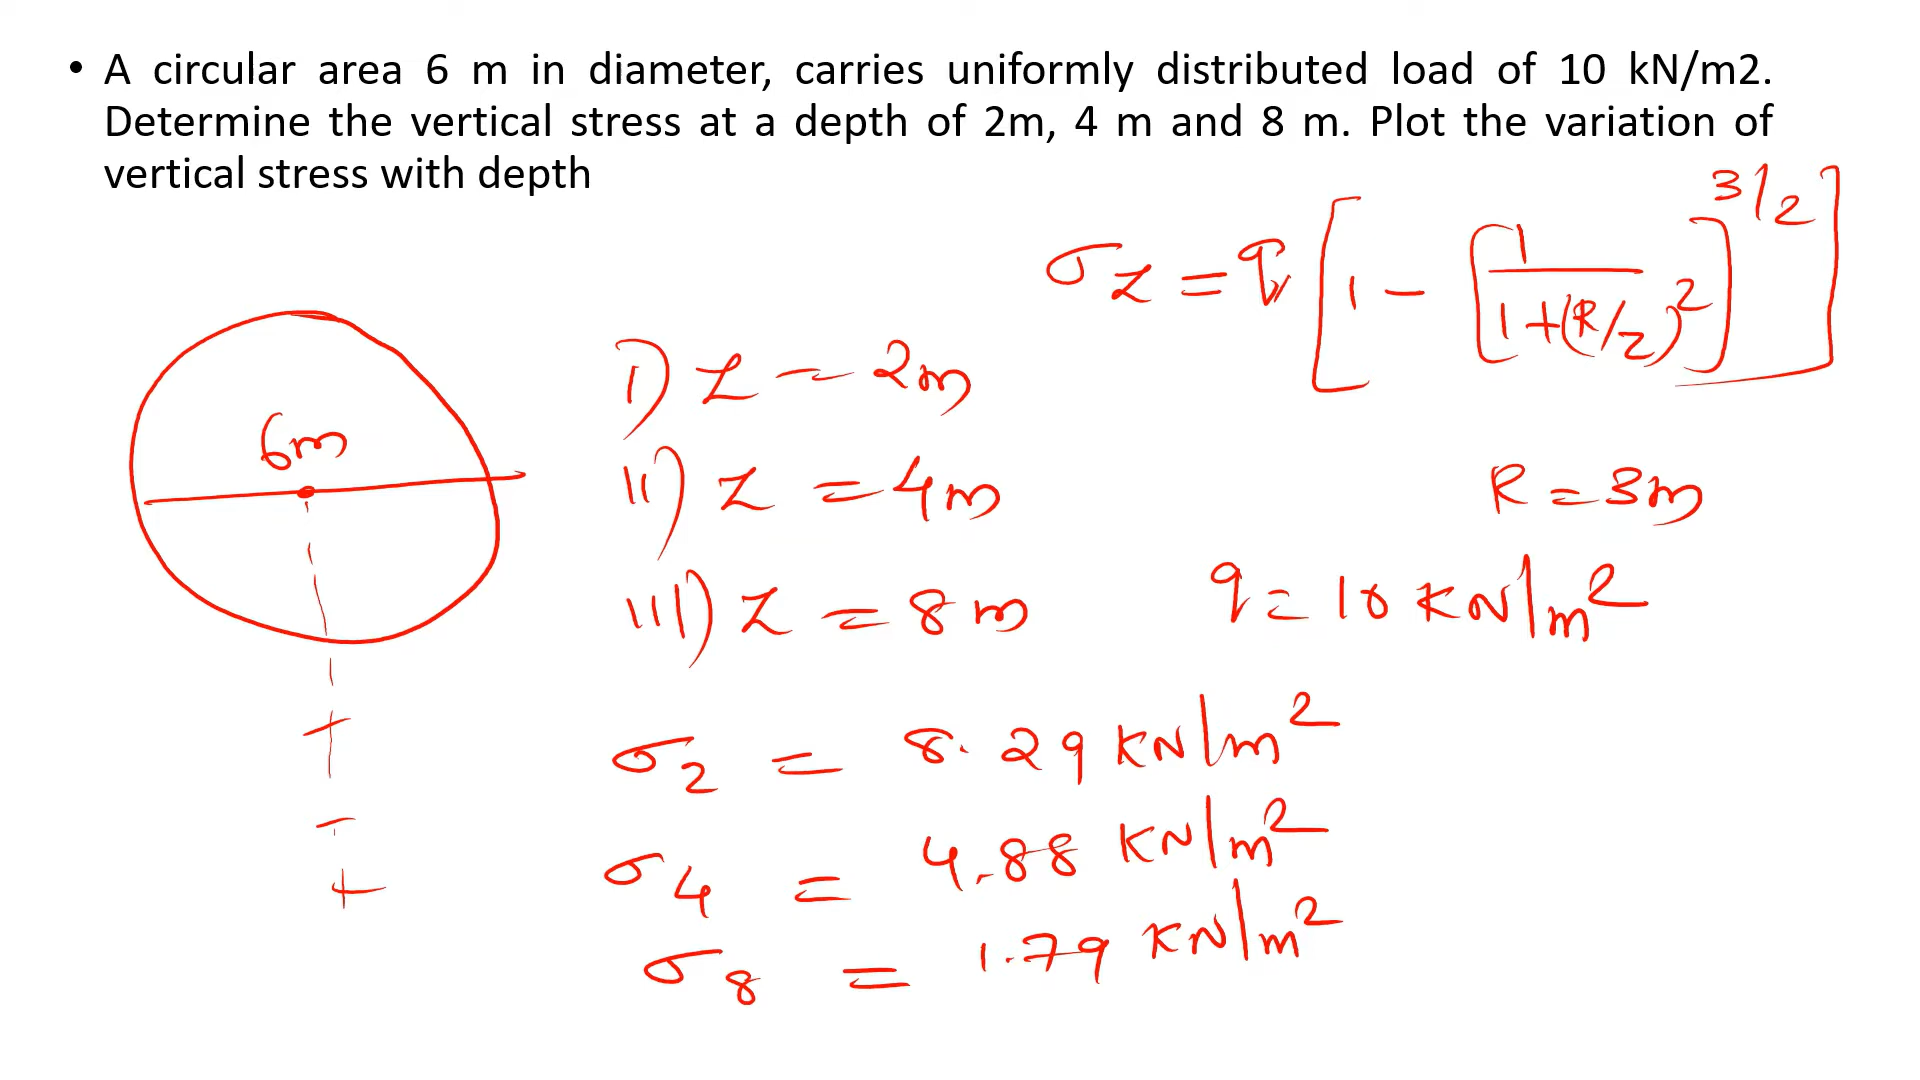 • A circular area 6 m in diameter, carries uniformly distributed load of 10 kN/m2.
Determine the vertical stress at a depth of 2m, 4 m and 8 m. Plot the variation of
vertical stress with depth
σz = q [1 - [1/(1+(R/z)²)]^3/2]
6m
i) z = 2m
ii) z = 4m
R = 3m
iii) z = 8m
q = 10 KN/m²
σ2 = 8.29 KN/m²
σ4 = 4.88 KN/m²
σ8 = 1.79 KN/m²